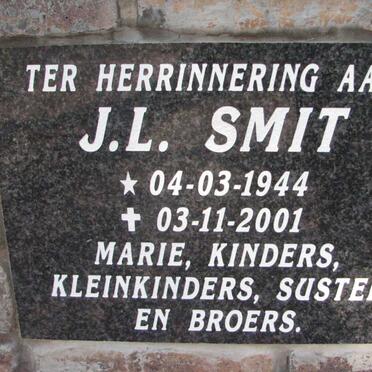 TER HERRINNERING AA
J.L. SMIT
★ 04-03-1944
✝ 03-11-2001
MARIE, KINDERS,
KLEINKINDERS, SUSTE
EN BROERS.